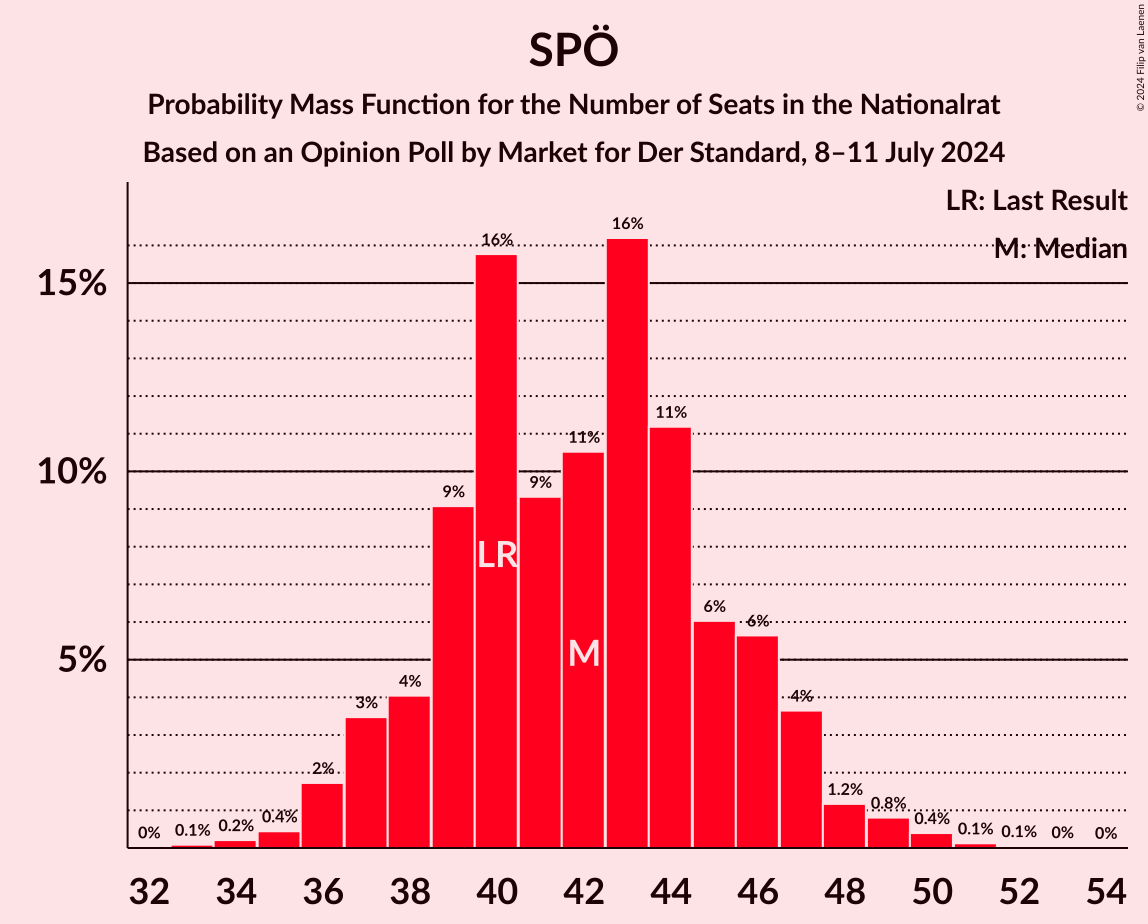 SPÖ
Probability Mass Function for the Number of Seats in the Nationalrat
Based on an Opinion Poll by Market for Der Standard, 8–11 July 2024
© 2024 Filip van Laenen
LR: Last Result
M: Median
15%
10%
5%
0%
0.1%
0.2%
0.4%
2%
3%
4%
9%
16%
9%
11%
16%
11%
6%
6%
4%
1.2%
0.8%
0.4%
0.1%
0.1%
0%
0%
LR
M
32 34 36 38 40 42 44 46 48 50 52 54